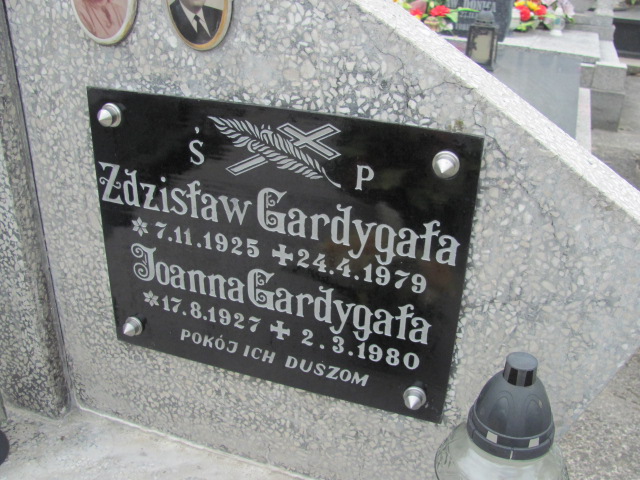 Ś P
Zdzisław Gardygała
*7.11.1925 +24.4.1979
Joanna Gardygała
*17.8.1927 + 2.3.1980
POKÓJ ICH DUSZOM